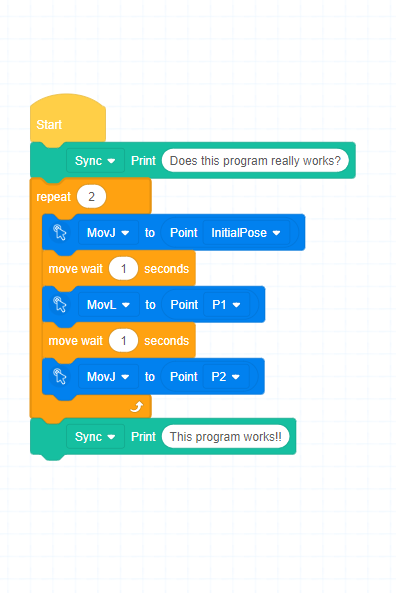 Start
Sync Print Does this program really works?
repeat 2
MovJ to Point InitialPose
move wait 1 seconds
MovL to Point P1
move wait 1 seconds
MovJ to Point P2
Sync Print This program works!!